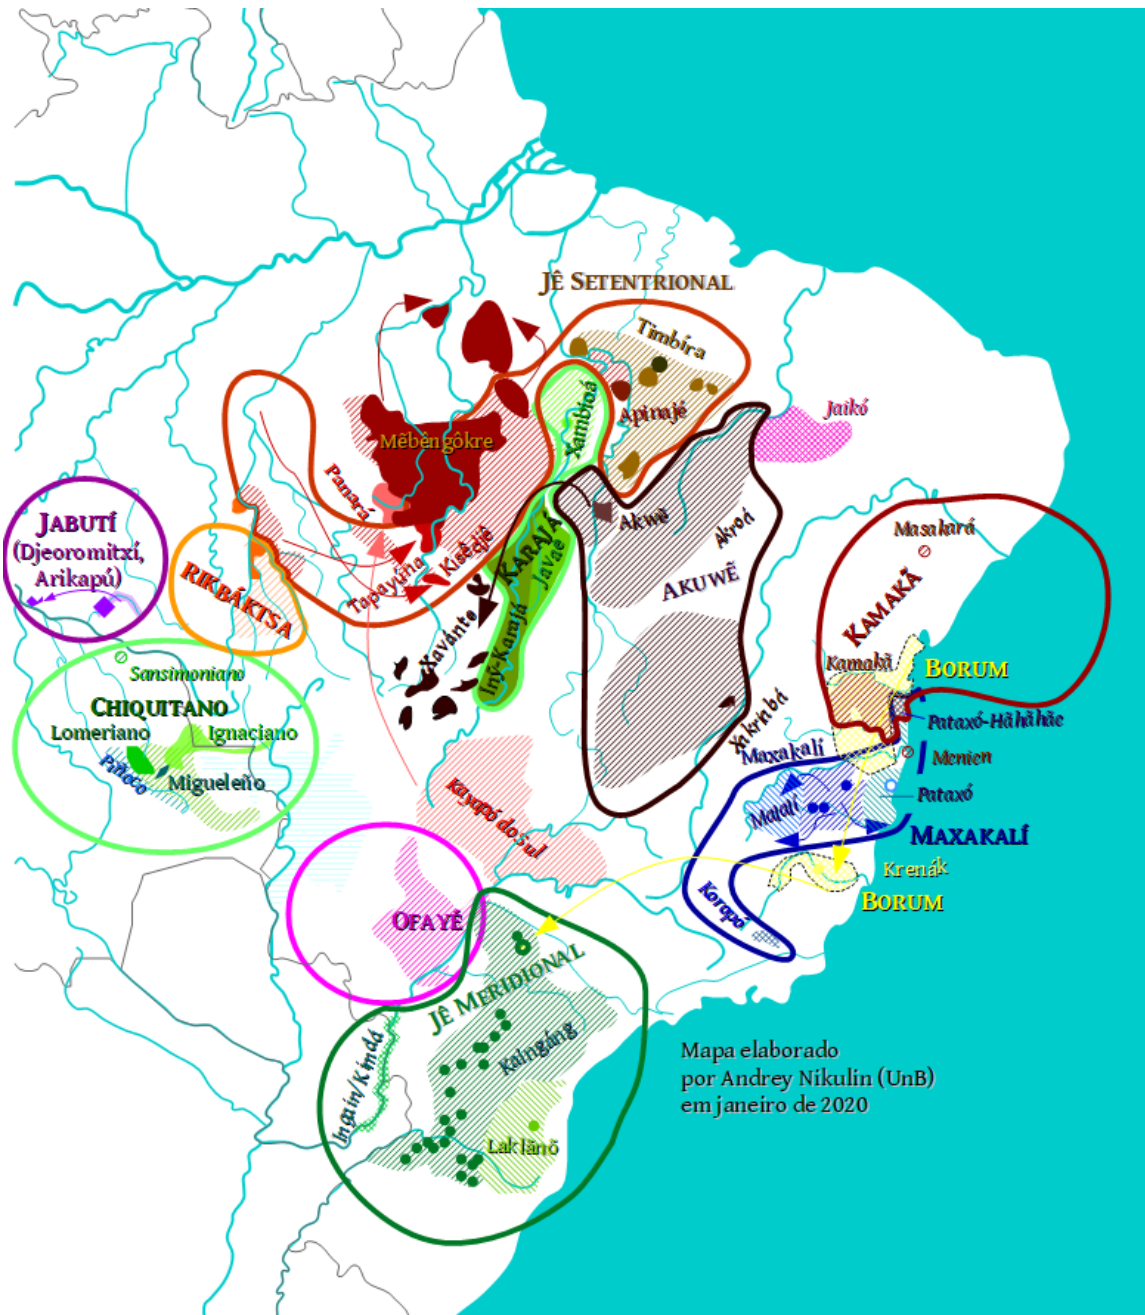 JÊ SETENTRIONAL
Timbíra
Xambioá
Apinajé
Jaikó
Mẽbêngôkre
Panará
JABUTÍ
(Djeoromitxí,
Arikapú)
RIKBÁKTSA
Tapayúna
Kĩsêdjê
KARAJÁ
Javaé
Iny-Karajá
Akwẽ
Akroá
AKUWẼ
Xavánte
Xakriabá
Masakará
KAMAKÃ
Kamakã
BORUM
Pataxó-Hãhãhãe
Menien
Maxakalí
Pataxó
Malalí
MAXAKALÍ
Krenák
BORUM
Koropó
Sansimoniano
CHIQUITANO
Lomeriano
Ignaciano
Piñoco
Migueleño
Kayapó do Sul
OFAYÉ
JÊ MERIDIONAL
Kaingáng
Ingain/Kimdá
Laklãnõ
Mapa elaborado
por Andrey Nikulin (UnB)
em janeiro de 2020